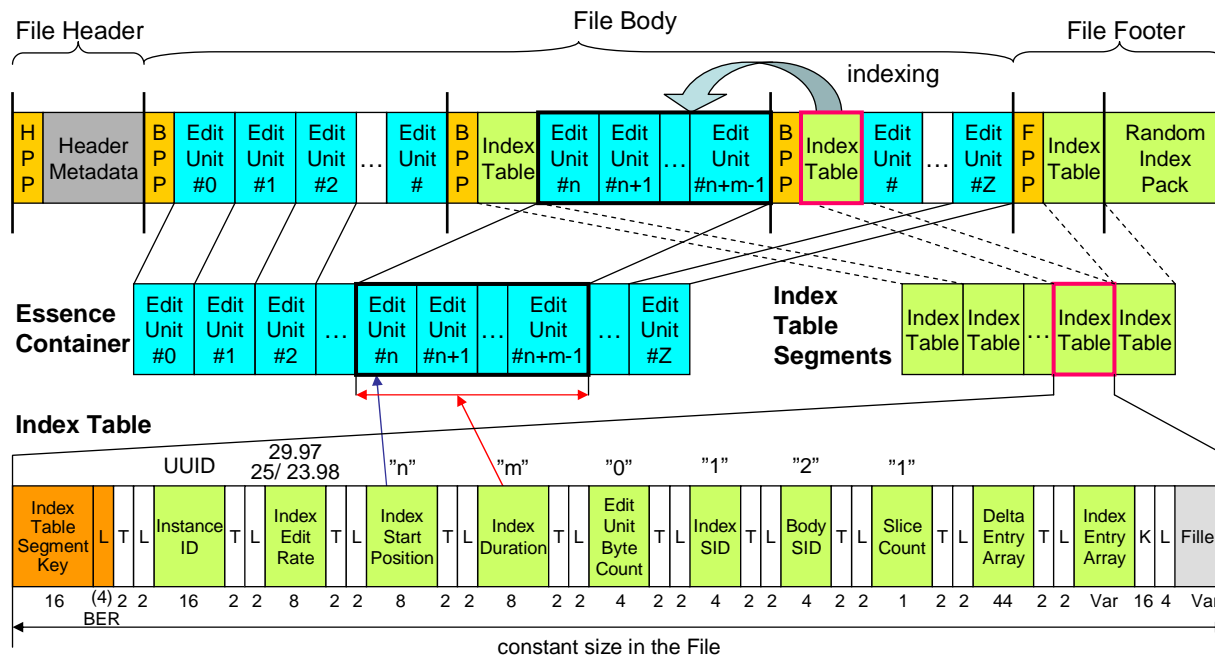 File Header
File Body
File Footer
indexing
H P P
Header Metadata
B P P
Edit Unit #0
Edit Unit #1
Edit Unit #2
...
Edit Unit #
B P P
Index Table
Edit Unit #n
Edit Unit #n+1
...
Edit Unit #n+m-1
B P P
Index Table
Edit Unit #
...
Edit Unit #Z
F P P
Index Table
Random Index Pack
Essence Container
Edit Unit #0
Edit Unit #1
Edit Unit #2
...
Edit Unit #n
Edit Unit #n+1
...
Edit Unit #n+m-1
...
Edit Unit #Z
Index Table Segments
Index Table
Index Table
...
Index Table
Index Table
Index Table
UUID
29.97
25/ 23.98
”n”
”m”
”0”
”1”
”2”
”1”
Index Table Segment Key
L
T
L
Instance ID
T
L
Index Edit Rate
T
L
Index Start Position
T
L
Index Duration
T
L
Edit Unit Byte Count
T
L
Index SID
T
L
Body SID
T
L
Slice Count
T
L
Delta Entry Array
T
L
Index Entry Array
K
L
Fille
16 (4) 2 2 16 2 2 8 2 2 8 2 2 8 2 2 4 2 2 4 2 2 4 2 2 1 2 2 44 2 2 Var 16 4 Var
BER
constant size in the File